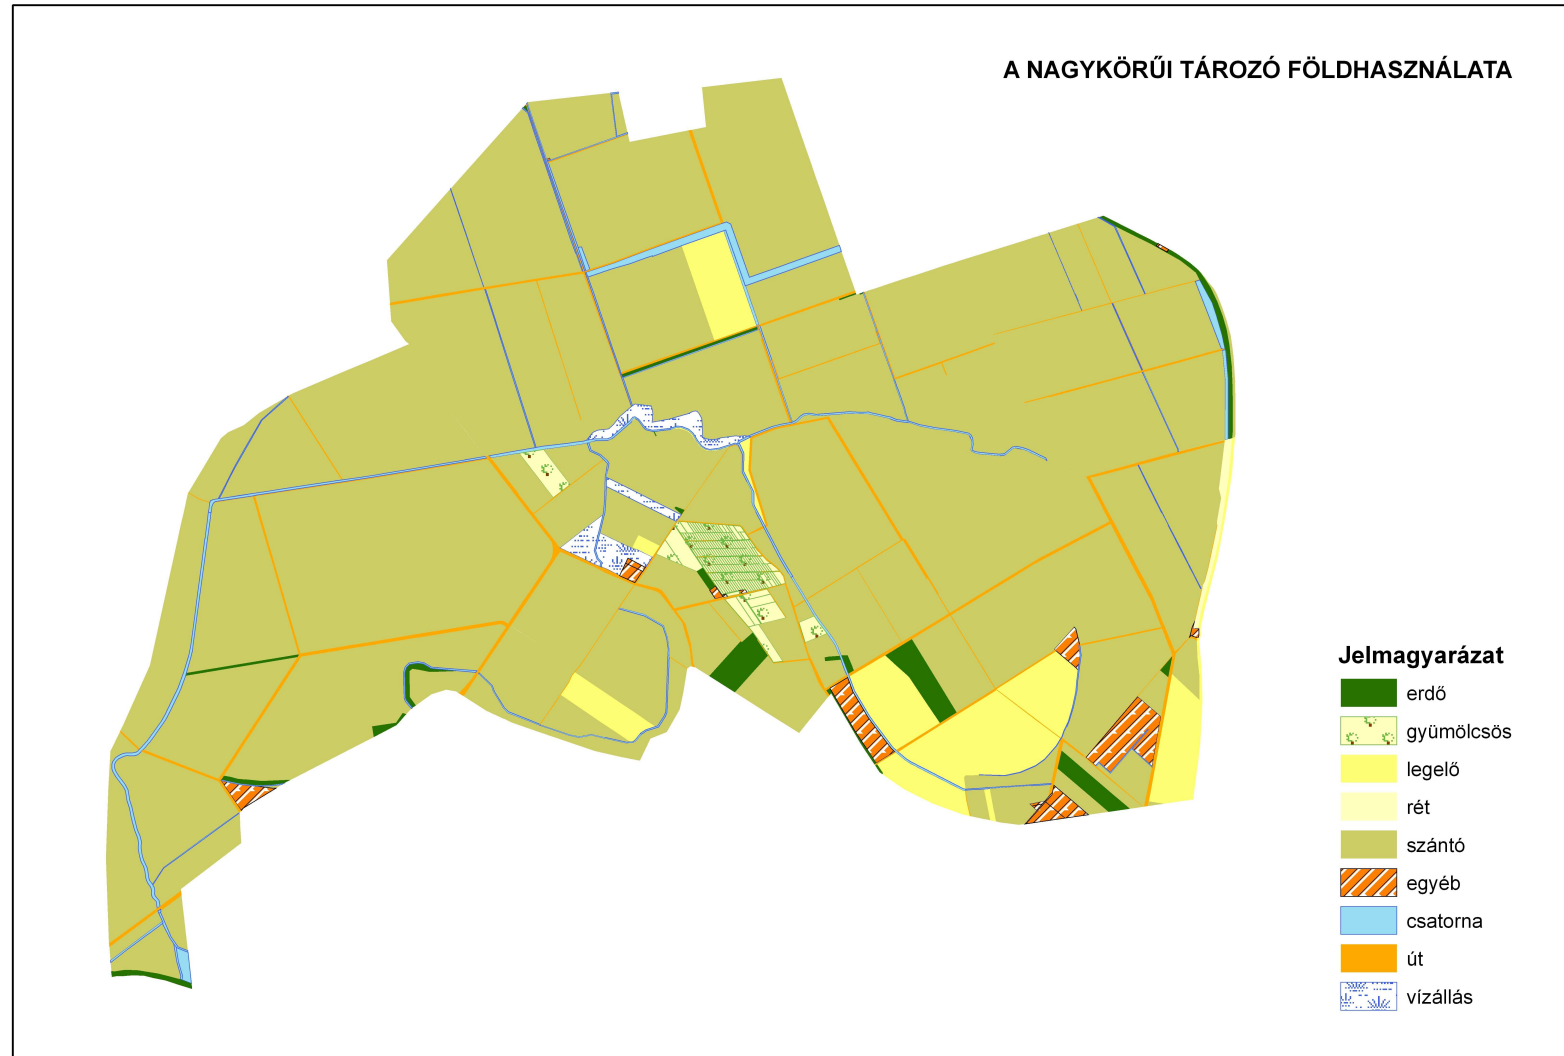 A NAGYKÖRŰI TÁROZÓ FÖLDHASZNÁLATA
Jelmagyarázat
erdő
gyümölcsös
legelő
rét
szántó
egyéb
csatorna
út
vízállás